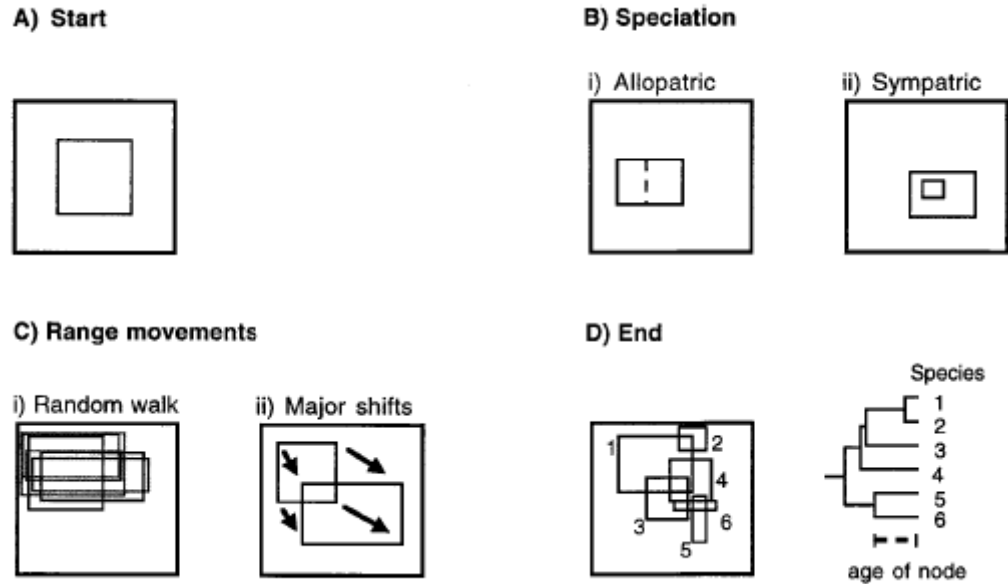 A) Start
B) Speciation
i) Allopatric
ii) Sympatric
C) Range movements
i) Random walk
ii) Major shifts
D) End
Species
1
2
3
4
5
6
1
2
3
4
5
6
age of node